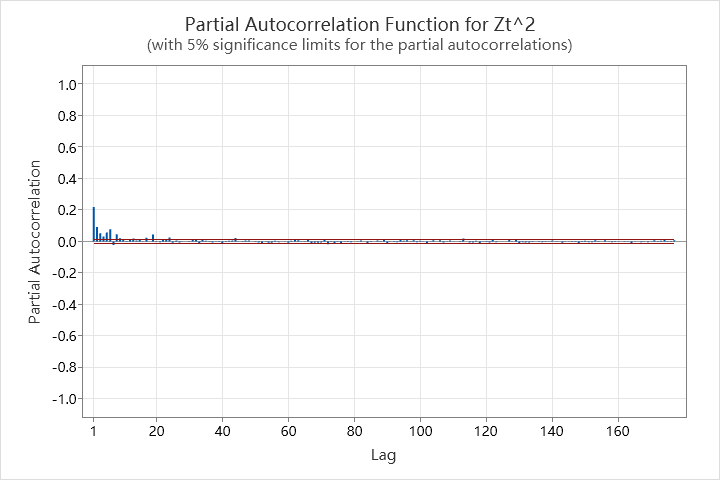 Partial Autocorrelation Function for Zt^2
(with 5% significance limits for the partial autocorrelations)
1.0
0.8
0.6
0.4
0.2
0.0
-0.2
-0.4
-0.6
-0.8
-1.0
Partial Autocorrelation
1 20 40 60 80 100 120 140 160
Lag